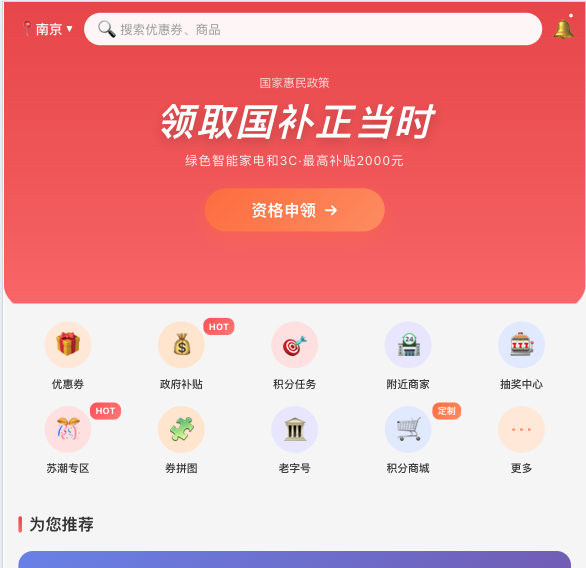 南京 ▼
搜索优惠券、商品
国家惠民政策
领取国补正当时
绿色智能家电和3C·最高补贴2000元
资格申领 →
HOT
24
优惠券 政府补贴 积分任务 附近商家 抽奖中心
HOT 定制
苏潮专区 券拼图 老字号 积分商城 更多
为您推荐